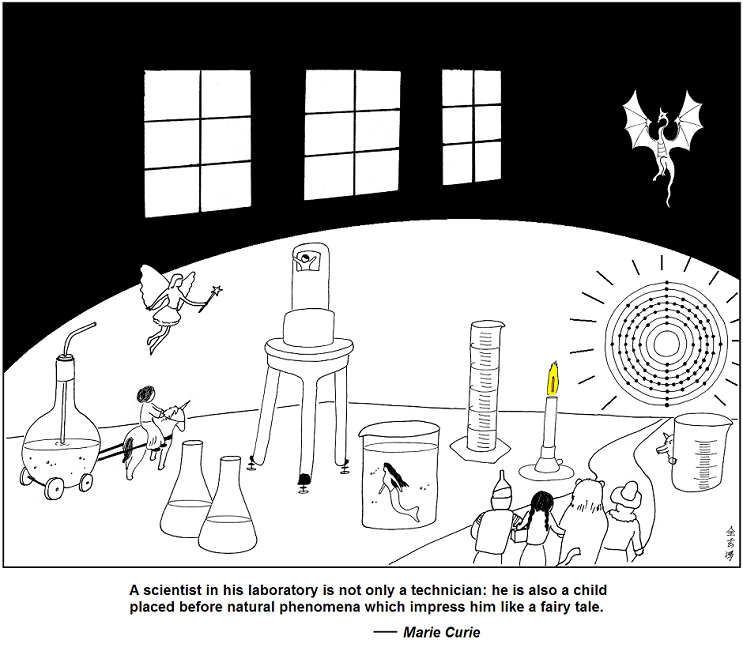 A scientist in his laboratory is not only a technician: he is also a child
placed before natural phenomena which impress him like a fairy tale.
— Marie Curie